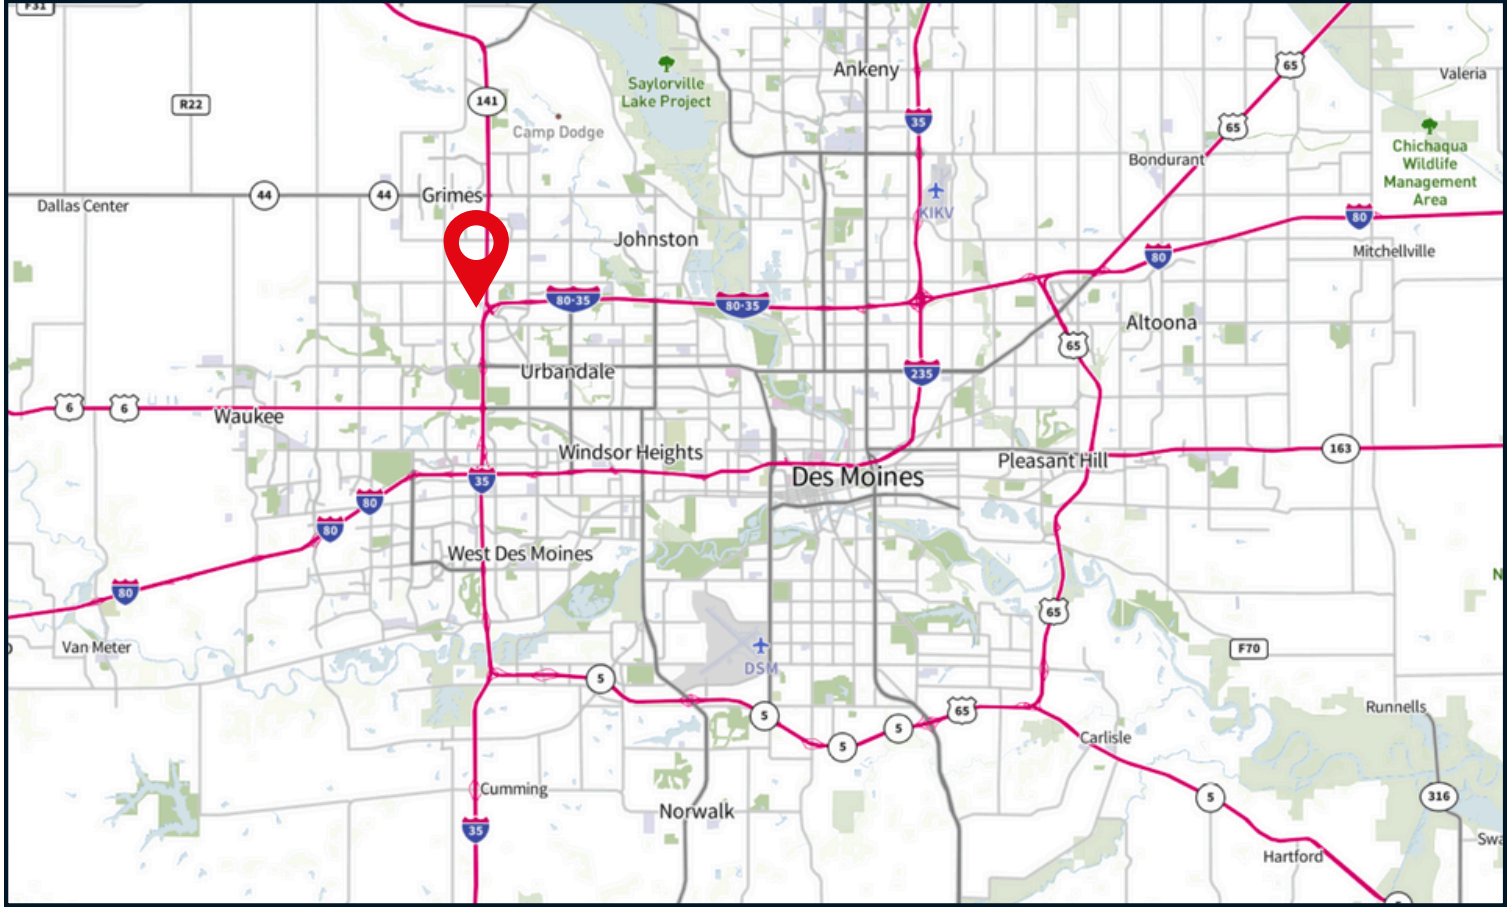 F31
65
Ankeny
Valeria
Saylorville
Lake Project
R22
141
35
65
Camp Dodge
Chichaqua
Wildlife
Management
Area
Bondurant
44
44
Grimes
Dallas Center
KIKV
80
Johnston
Mitchellville
80
80·35
80·35
Altoona
65
Urbandale
235
6
6
Waukee
Windsor Heights
Pleasant Hill
163
Des Moines
35
80
80
West Des Moines
80
65
Van Meter
DSM
F70
5
5
65
Runnells
5
5
Carlisle
Cumming
5
316
Norwalk
35
Swa
Hartford
N